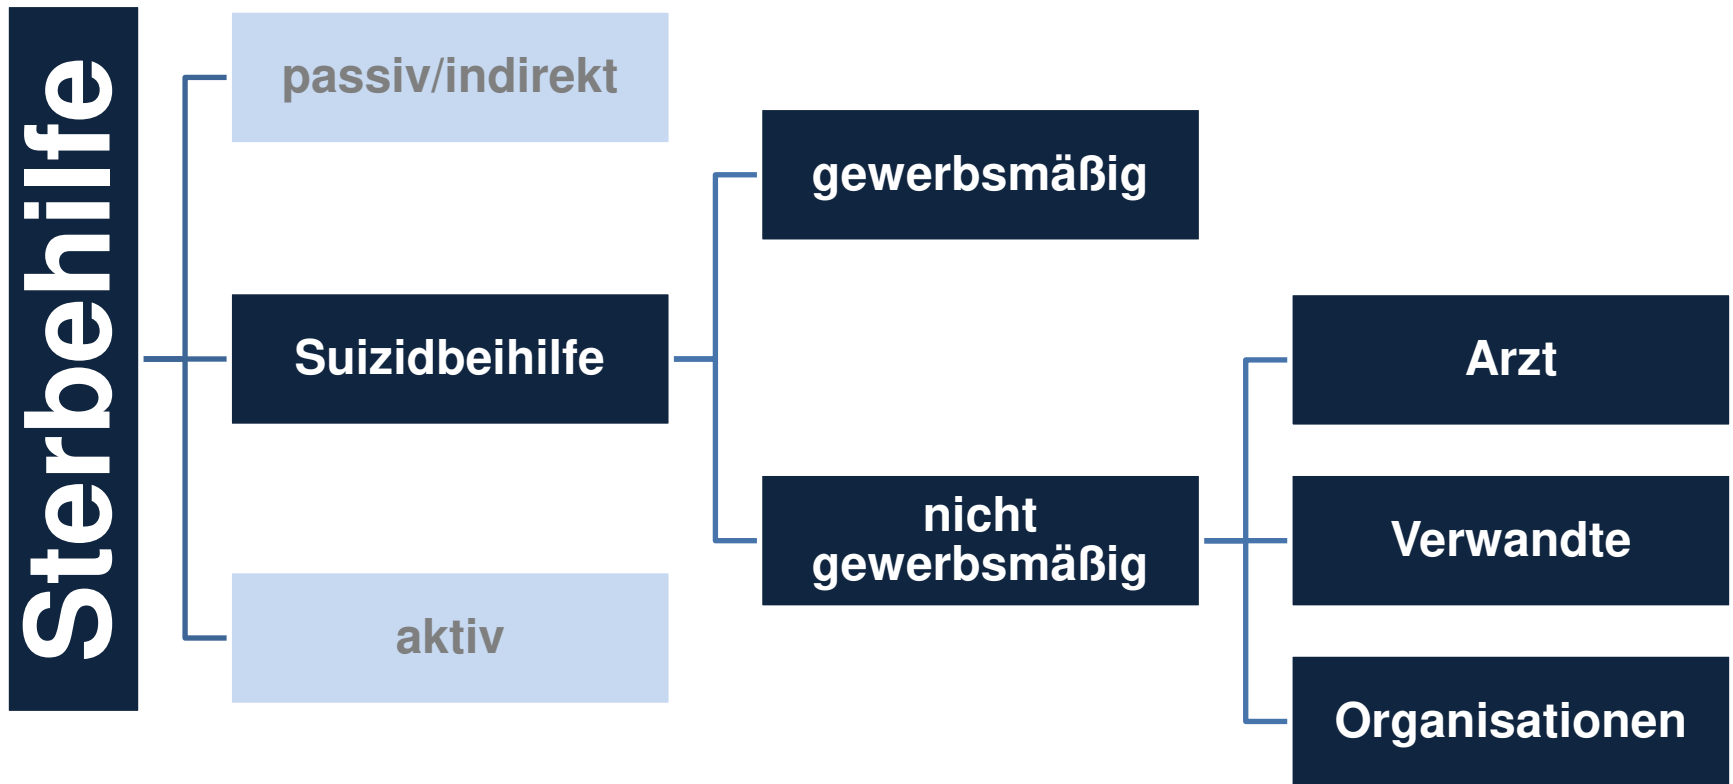 Sterbehilfe
passiv/indirekt
Suizidbeihilfe
aktiv
gewerbsmäßig
nicht
gewerbsmäßig
Arzt
Verwandte
Organisationen